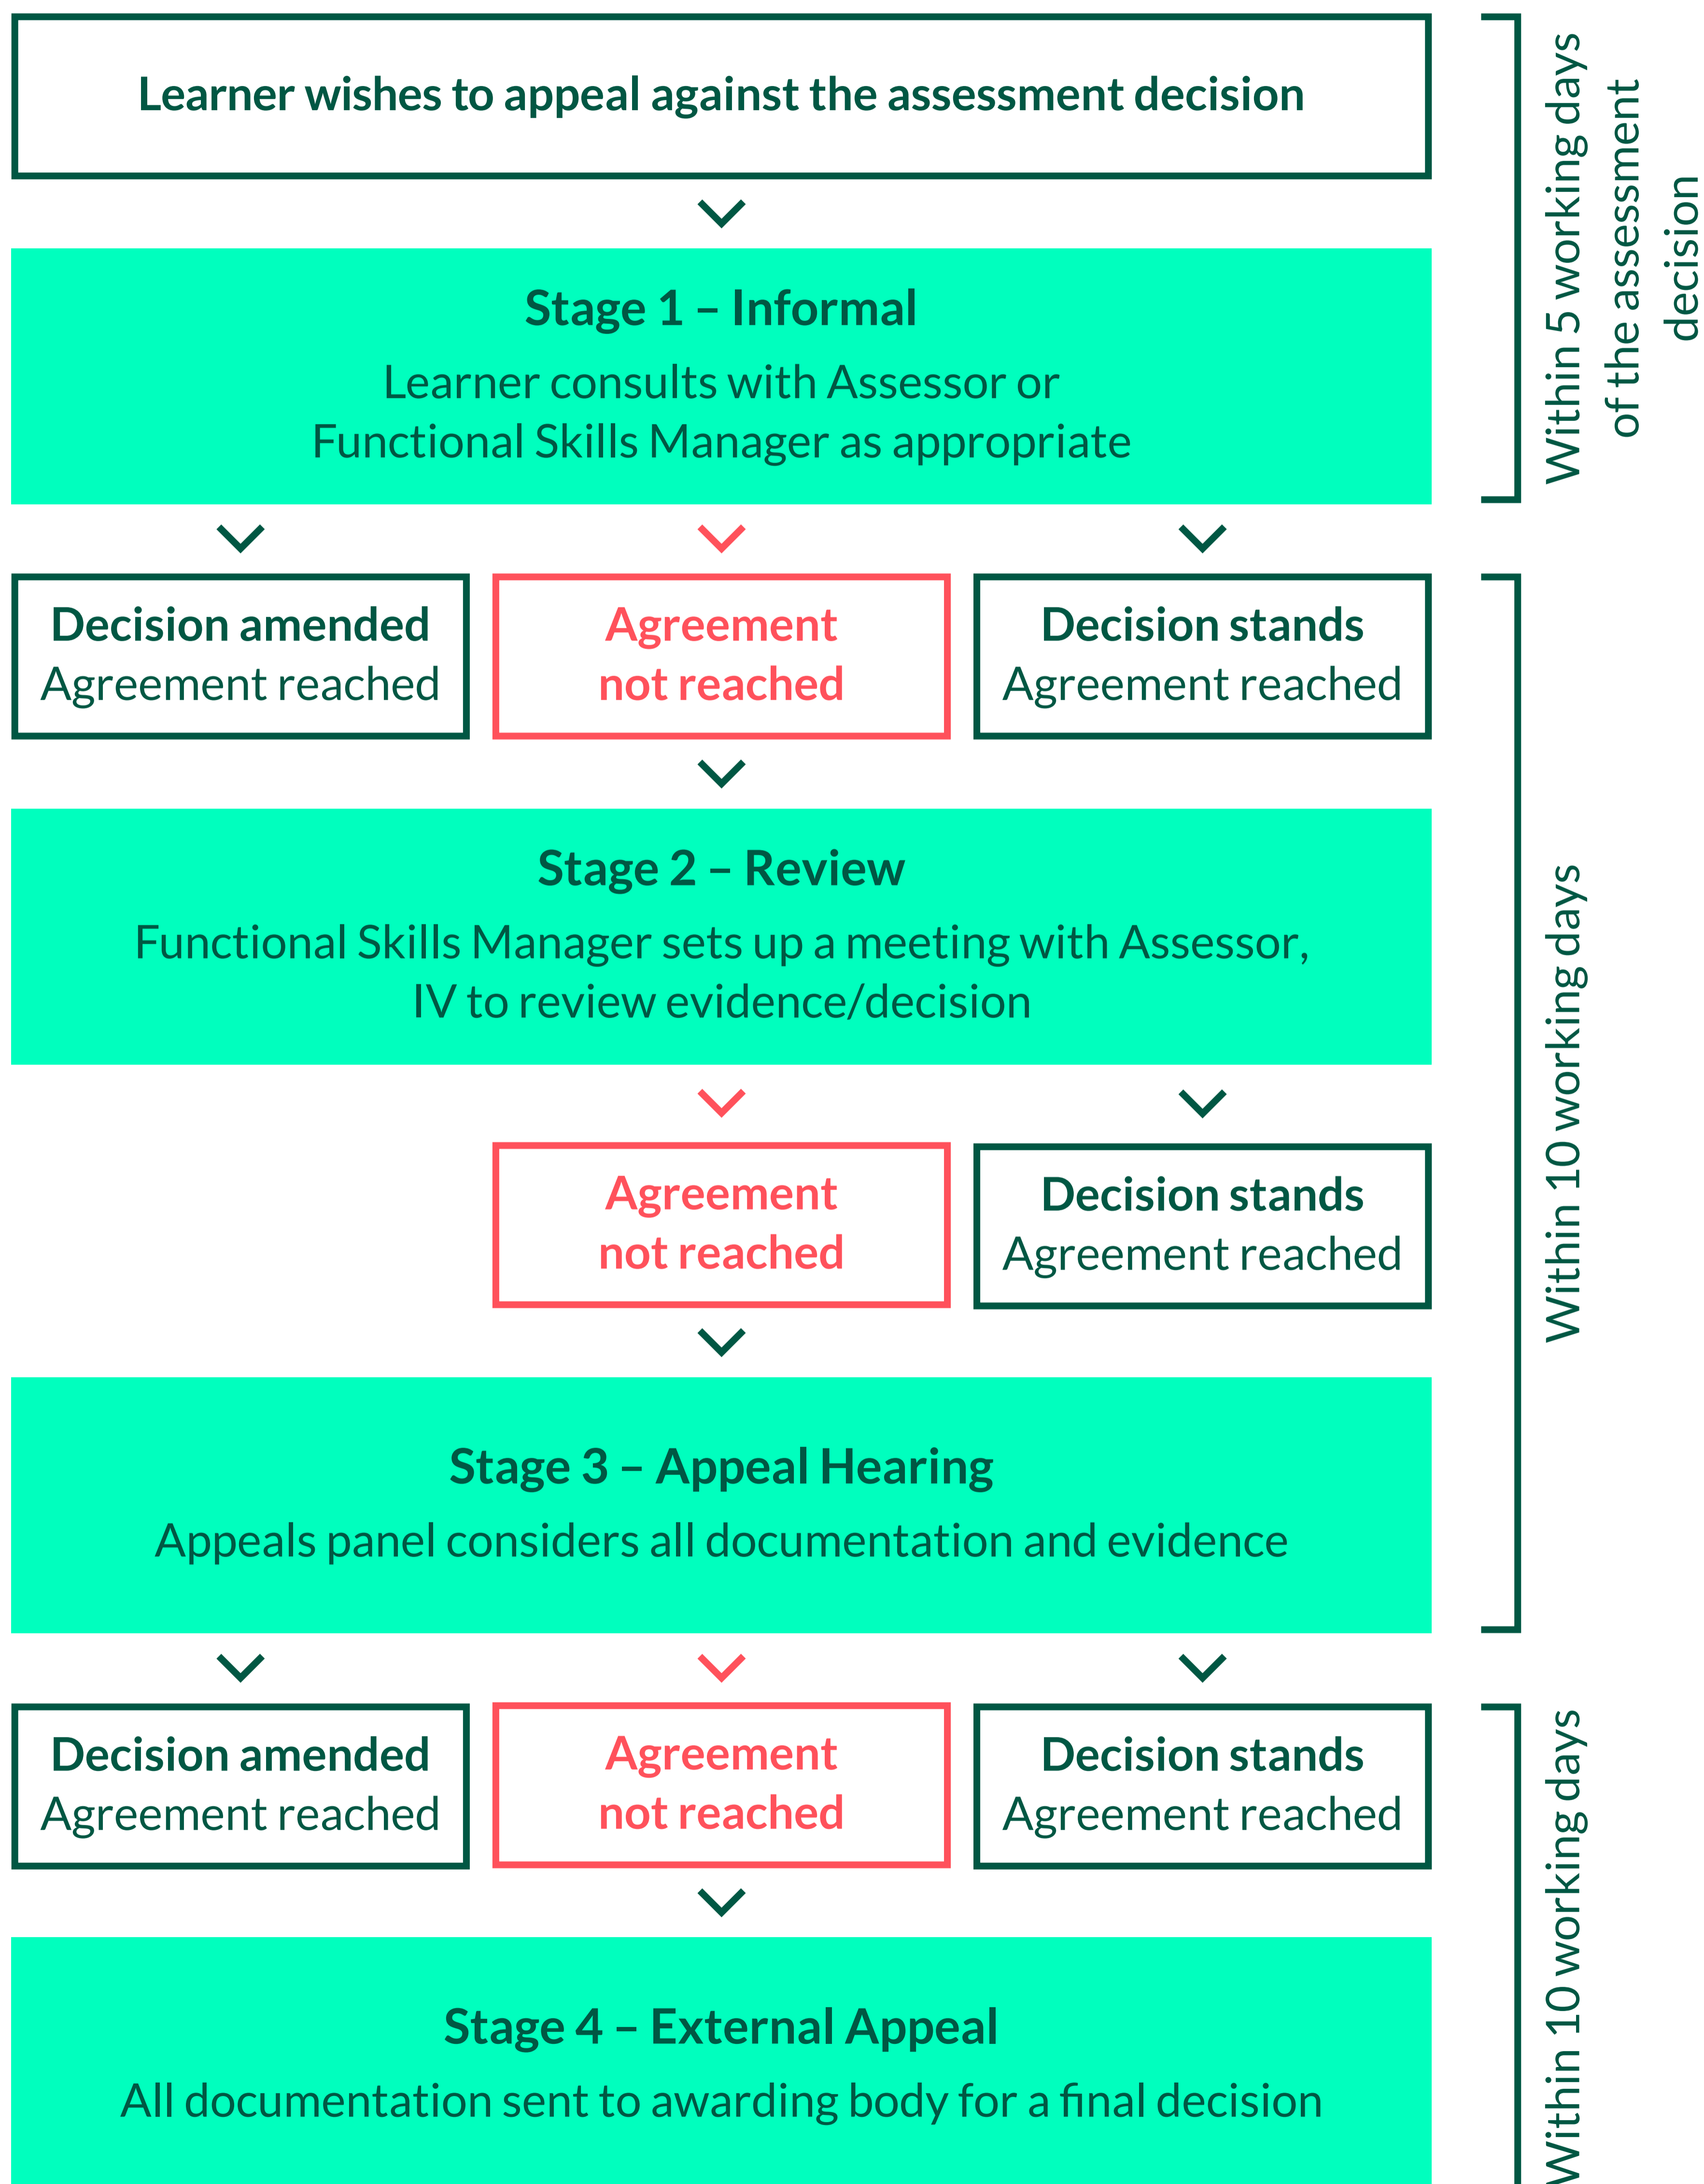 Learner wishes to appeal against the assessment decision
Within 5 working days
of the assessment
decision
Stage 1 – Informal
Learner consults with Assessor or
Functional Skills Manager as appropriate
Decision amended
Agreement reached
Agreement
not reached
Decision stands
Agreement reached
Within 10 working days
Stage 2 – Review
Functional Skills Manager sets up a meeting with Assessor,
IV to review evidence/decision
Agreement
not reached
Decision stands
Agreement reached
Stage 3 – Appeal Hearing
Appeals panel considers all documentation and evidence
Decision amended
Agreement reached
Agreement
not reached
Decision stands
Agreement reached
Within 10 working days
Stage 4 – External Appeal
All documentation sent to awarding body for a final decision